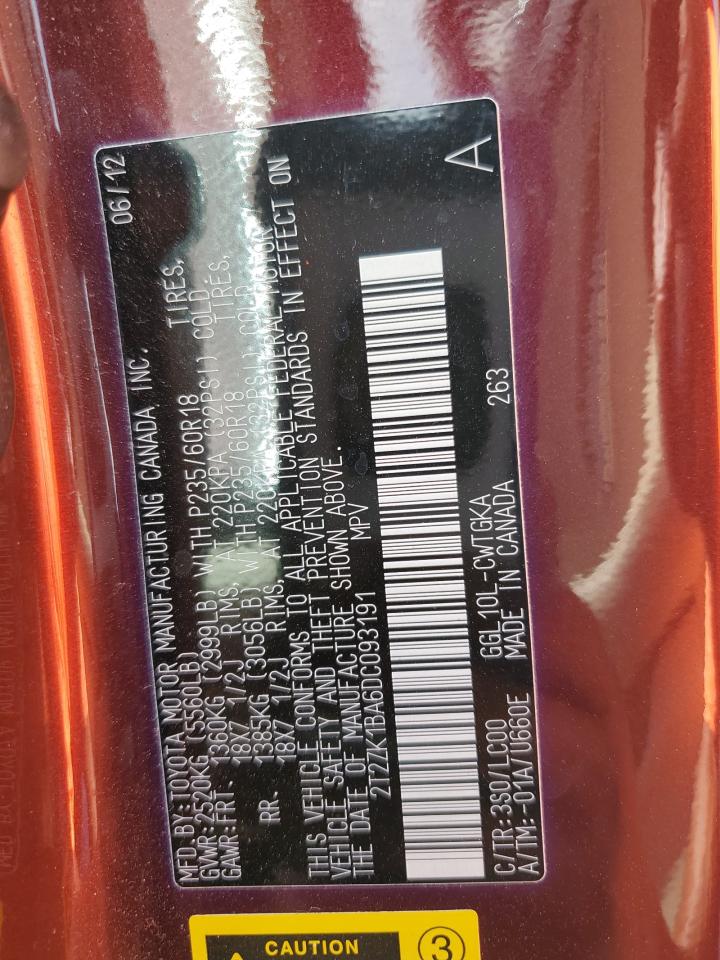 MFD.BY:TOYOTA MOTOR MANUFACTURING CANADA INC. 06/12
GVWR:2520KG (5560LB)
GAWR:FRT. 1360KG (2999LB) WITH P235/60R18 TIRES,
18X7 1/2J RIMS, AT 220KPA (32PSI) COLD.
RR. 1385KG (3056LB) WITH P235/60R18 TIRES,
18X7 1/2J RIMS, AT 220KPA (32PSI) COLD.
THIS VEHICLE CONFORMS TO ALL APPLICABLE FEDERAL MOTOR
VEHICLE SAFETY AND THEFT PREVENTION STANDARDS IN EFFECT ON
THE DATE OF MANUFACTURE SHOWN ABOVE.
2T2ZK1BA6DC093191 MPV
C/TR:3S0/LC00 GGL10L-CWTGKA 263
A/TM:-01A/U660E MADE IN CANADA
A
CAUTION
3